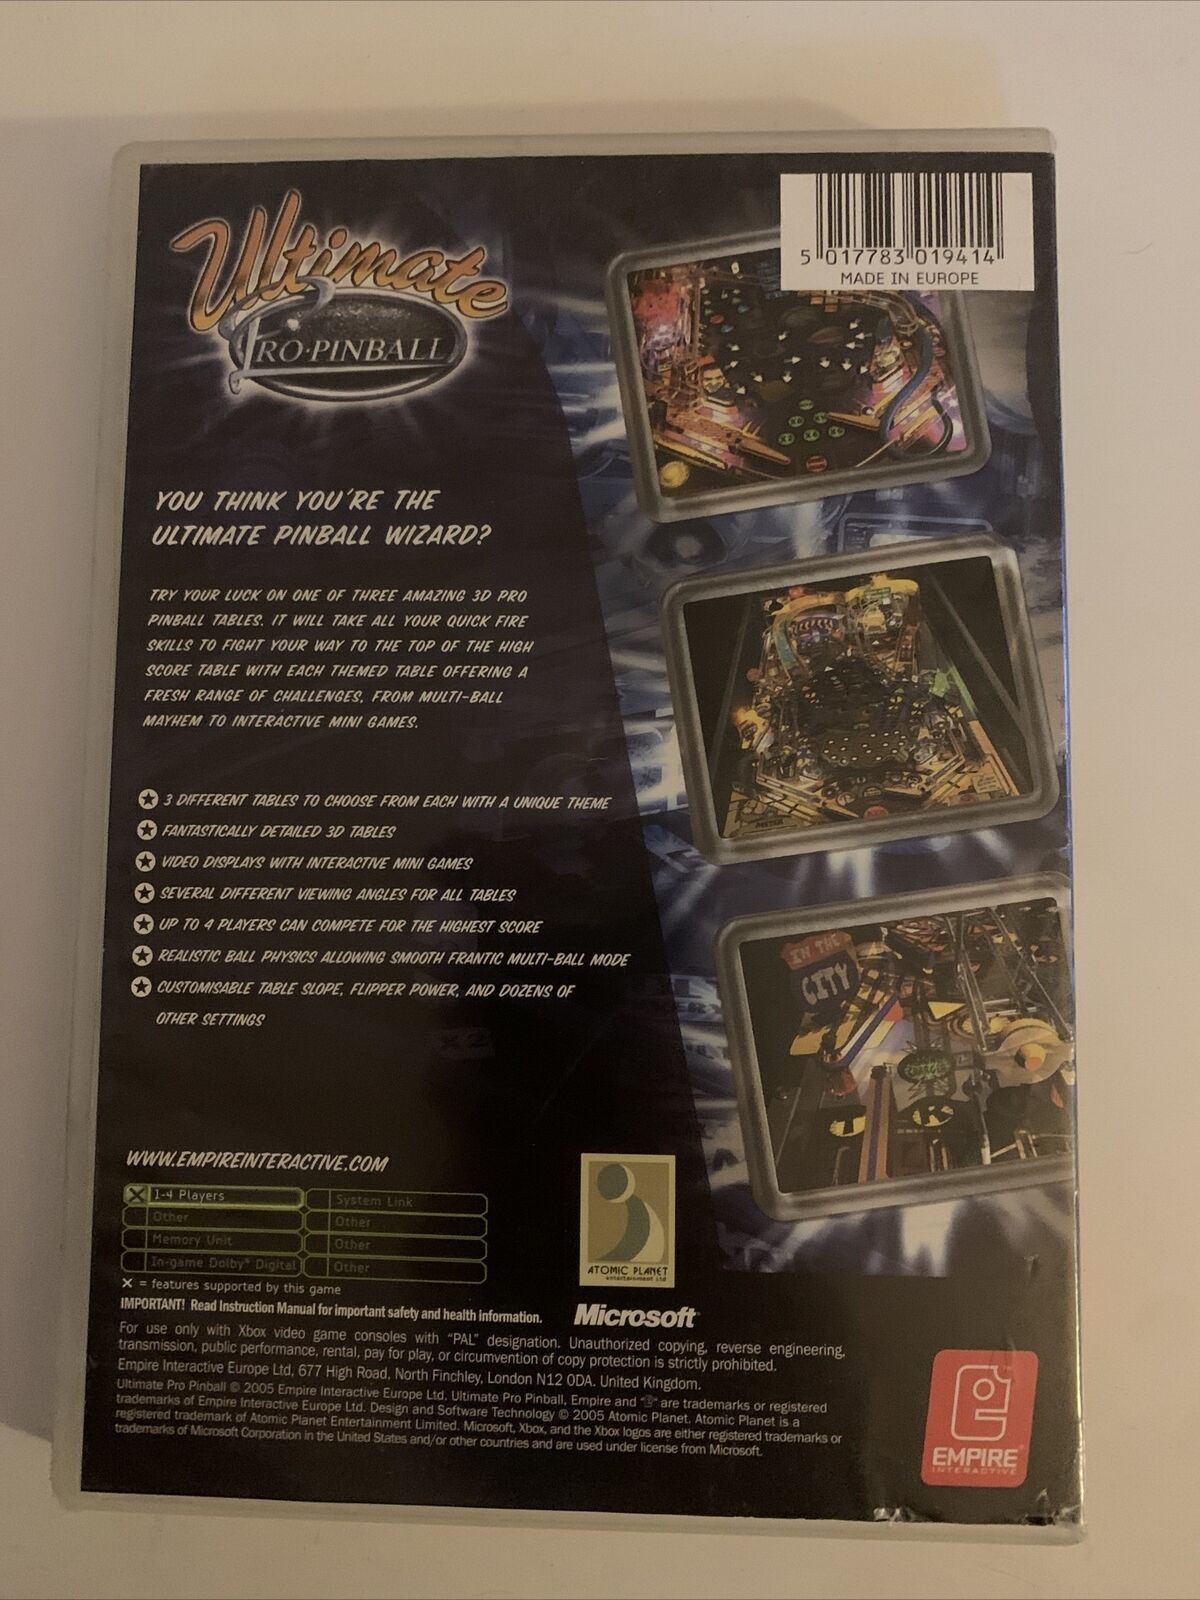 Ultimate
PRO·PINBALL
5 017783 019414
MADE IN EUROPE
YOU THINK YOU'RE THE
ULTIMATE PINBALL WIZARD?
TRY YOUR LUCK ON ONE OF THREE AMAZING 3D PRO
PINBALL TABLES. IT WILL TAKE ALL YOUR QUICK FIRE
SKILLS TO FIGHT YOUR WAY TO THE TOP OF THE HIGH
SCORE TABLE WITH EACH THEMED TABLE OFFERING A
FRESH RANGE OF CHALLENGES, FROM MULTI-BALL
MAYHEM TO INTERACTIVE MINI GAMES.
3 DIFFERENT TABLES TO CHOOSE FROM EACH WITH A UNIQUE THEME
FANTASTICALLY DETAILED 3D TABLES
VIDEO DISPLAYS WITH INTERACTIVE MINI GAMES
SEVERAL DIFFERENT VIEWING ANGLES FOR ALL TABLES
UP TO 4 PLAYERS CAN COMPETE FOR THE HIGHEST SCORE
REALISTIC BALL PHYSICS ALLOWING SMOOTH FRANTIC MULTI-BALL MODE
CUSTOMISABLE TABLE SLOPE, FLIPPER POWER, AND DOZENS OF
OTHER SETTINGS
X2
IN THE
CITY
T K
WWW.EMPIREINTERACTIVE.COM
X 1-4 Players
System Link
Other
Other
Memory Unit
Other
In-game Dolby® Digital
Other
X = features supported by this game
ATOMIC PLANET
entertainment ltd
IMPORTANT! Read Instruction Manual for important safety and health information.
Microsoft
For use only with Xbox video game consoles with "PAL" designation. Unauthorized copying, reverse engineering,
transmission, public performance, rental, pay for play, or circumvention of copy protection is strictly prohibited.
Empire Interactive Europe Ltd, 677 High Road, North Finchley, London N12 0DA. United Kingdom.
Ultimate Pro Pinball © 2005 Empire Interactive Europe Ltd. Ultimate Pro Pinball, Empire and "e" are trademarks or registered
trademarks of Empire Interactive Europe Ltd. Design and Software Technology © 2005 Atomic Planet. Atomic Planet is a
registered trademark of Atomic Planet Entertainment Limited. Microsoft, Xbox, and the Xbox logos are either registered trademarks or
trademarks of Microsoft Corporation in the United States and/or other countries and are used under license from Microsoft.
EMPIRE
INTERACTIVE